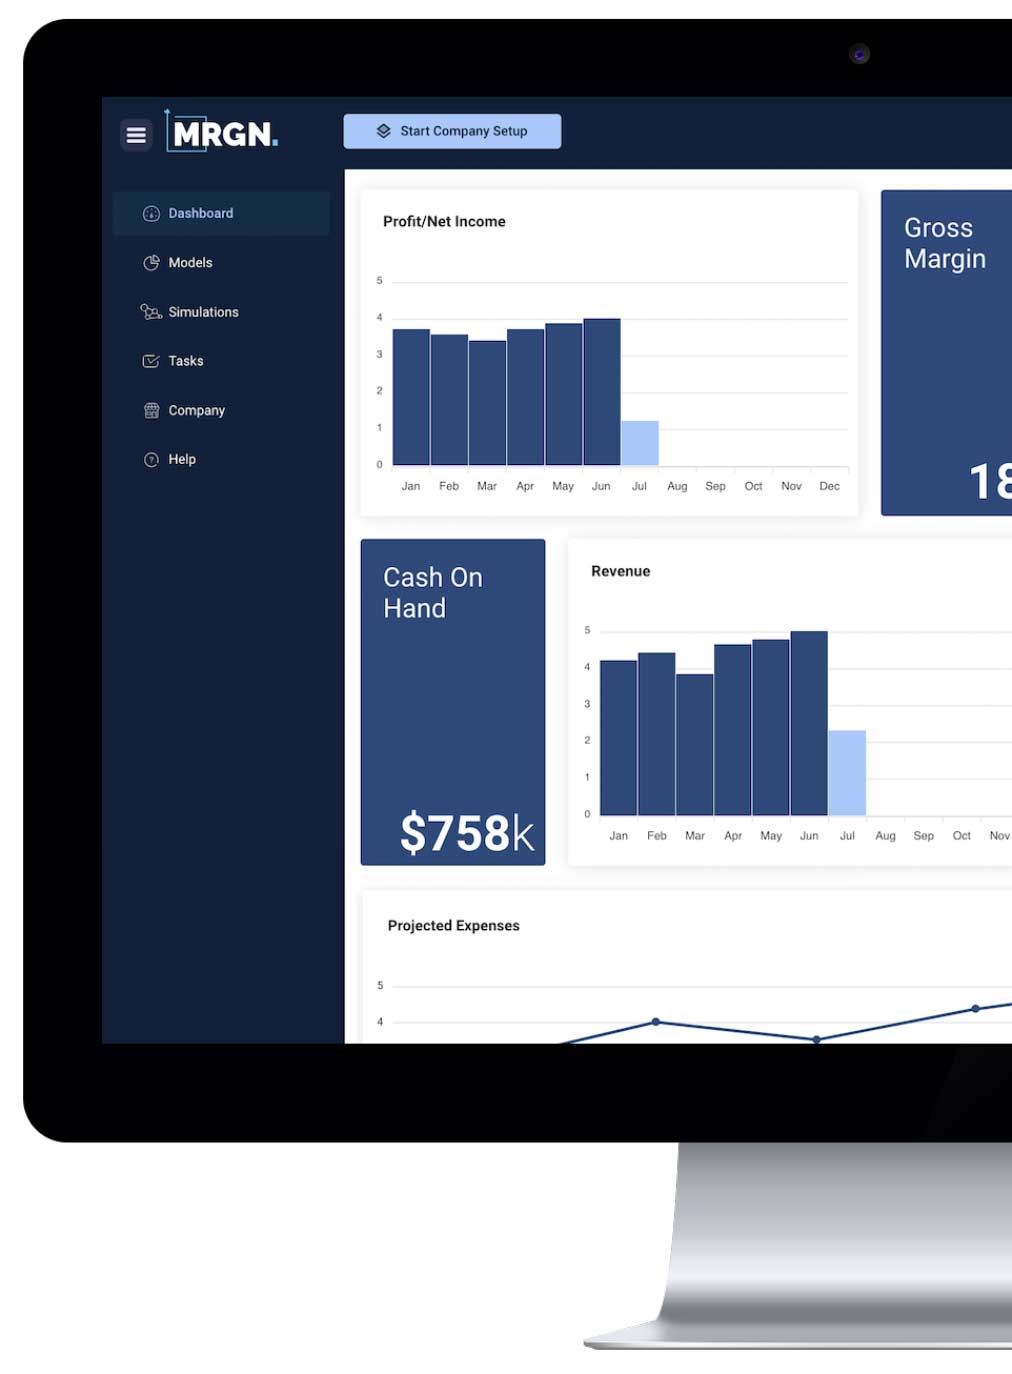 MRGN.
Start Company Setup
Dashboard
Models
Simulations
Tasks
Company
Help
Profit/Net Income
5
4
3
2
1
0
Jan Feb Mar Apr May Jun Jul Aug Sep Oct Nov Dec
Gross
Margin
18
Cash On
Hand
$758k
Revenue
5
4
3
2
1
0
Jan Feb Mar Apr May Jun Jul Aug Sep Oct Nov
Projected Expenses
5
4